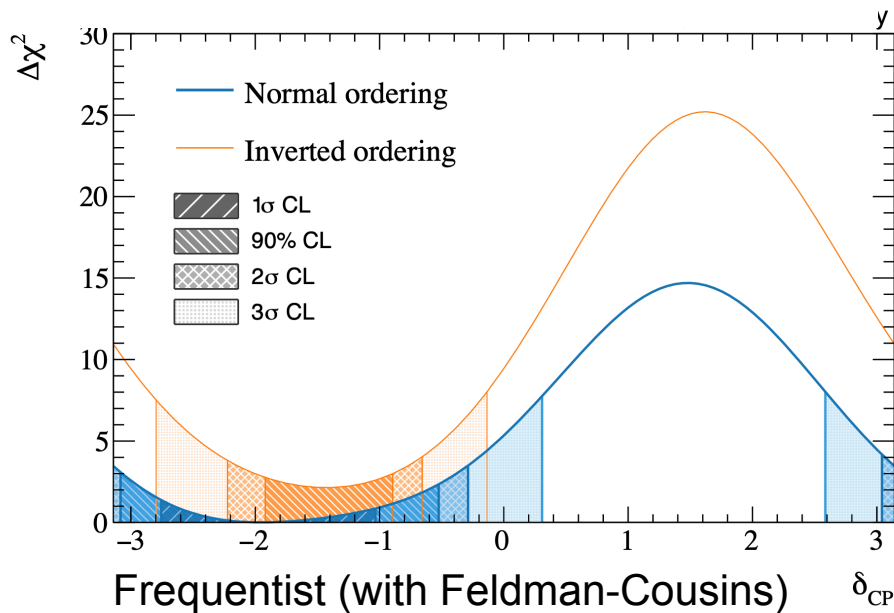 y
30
Δχ²
Normal ordering
25
Inverted ordering
20
1σ CL
90% CL
2σ CL
15
3σ CL
10
5
0
−3 −2 −1 0 1 2 3
Frequentist (with Feldman-Cousins) δCP